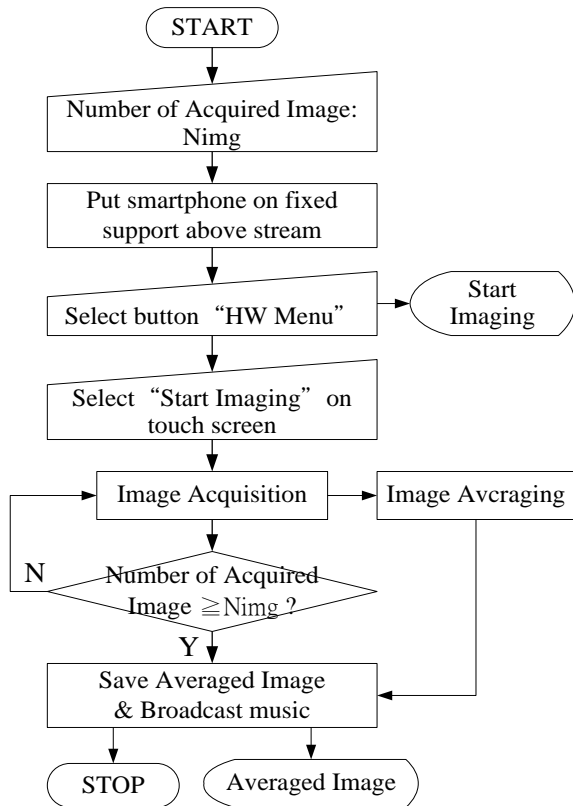 START
Number of Acquired Image:
Nimg
Put smartphone on fixed
support above stream
Select button “HW Menu”
Start
Imaging
Select “Start Imaging” on
touch screen
Image Acquisition
Image Avcraging
N
Number of Acquired
Image ≧Nimg ?
Y
Save Averaged Image
& Broadcast music
STOP
Averaged Image